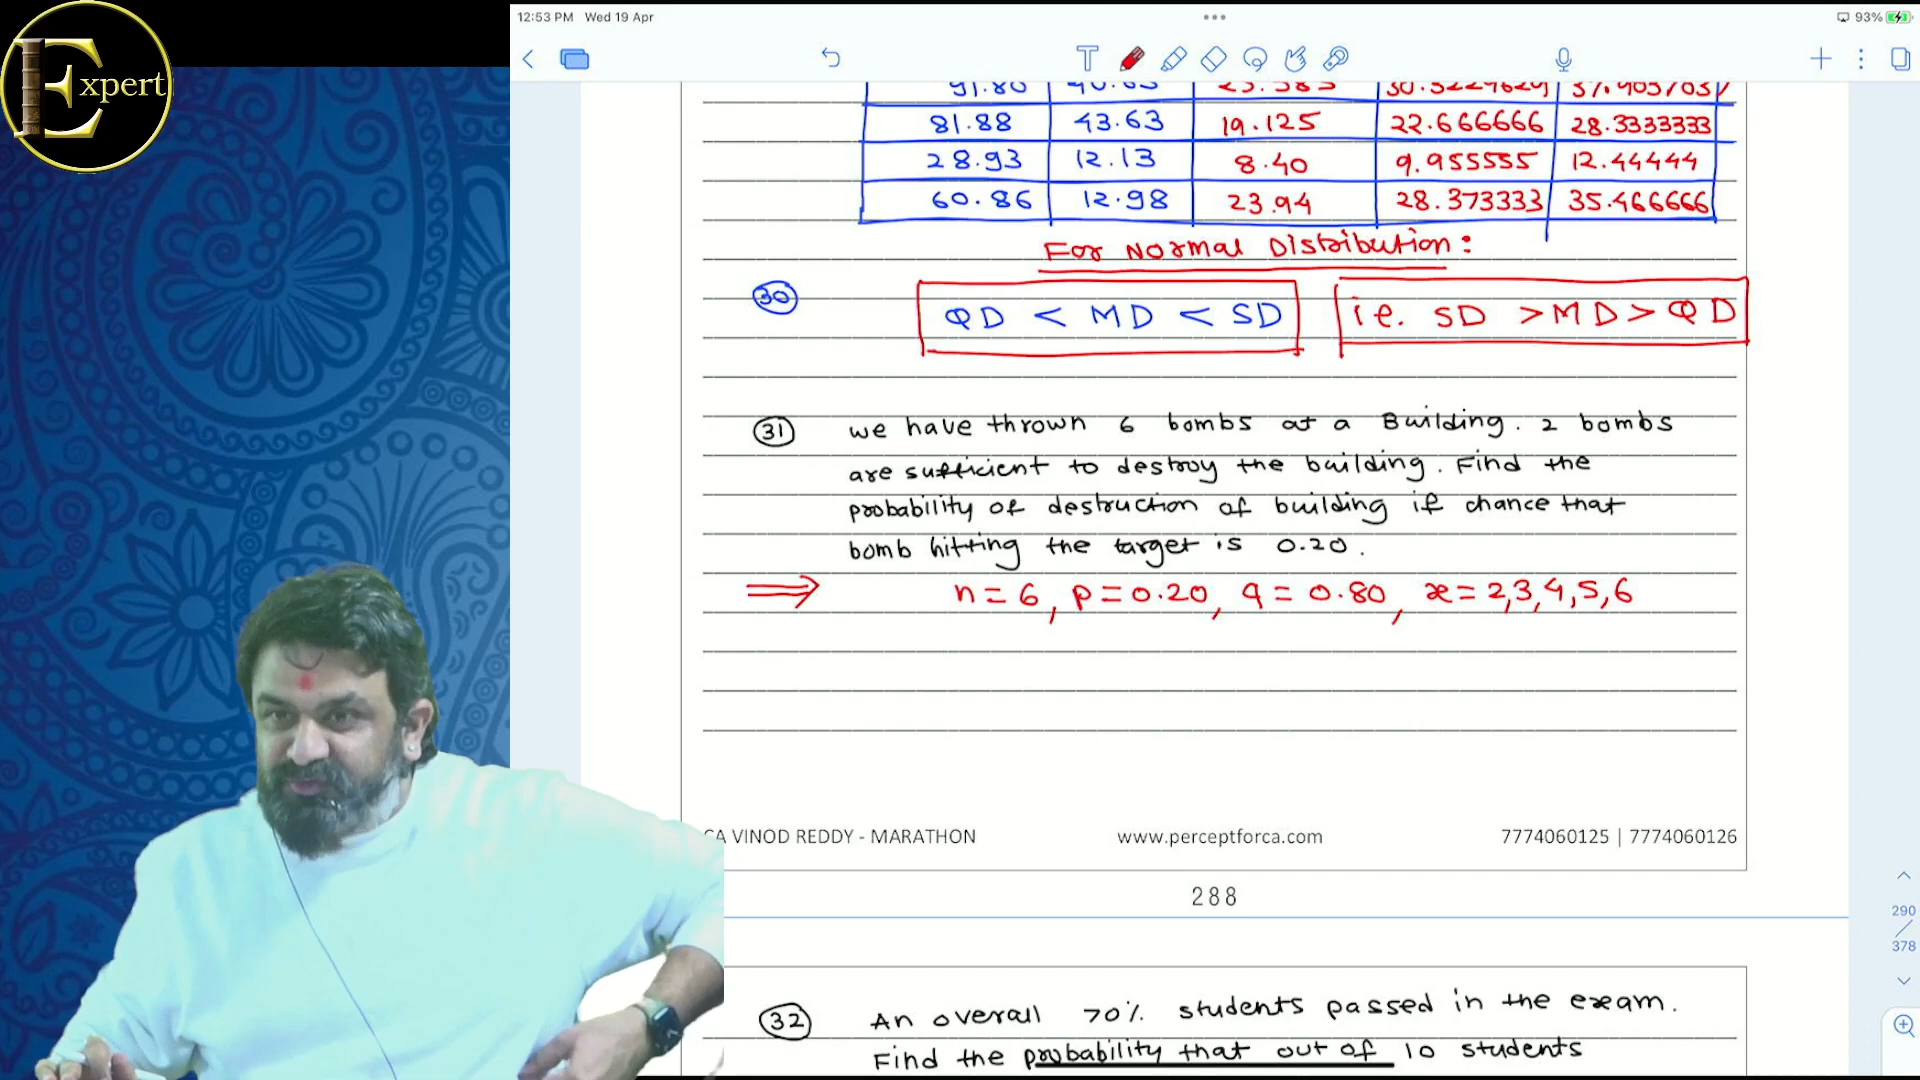 Expert
12:53 PM Wed 19 Apr
93%
91.80 23.385
81.88 43.63 19.125 22.666666 28.3333333
28.93 12.13 8.40 9.955555 12.44444
60.86 12.98 23.94 28.373333 35.466666
For Normal Distribution:
30 QD < MD < SD i.e. SD > MD > QD
31 we have thrown 6 bombs at a Building. 2 bombs
are sufficient to destroy the building. Find the
probability of destruction of building if chance that
bomb hitting the target is 0.20.
⇒ n = 6, p = 0.20, q = 0.80, x = 2,3,4,5,6
CA VINOD REDDY - MARATHON www.perceptforca.com 7774060125 | 7774060126
288
290
378
32 An overall 70% students passed in the exam.
Find the probability that out of 10 students